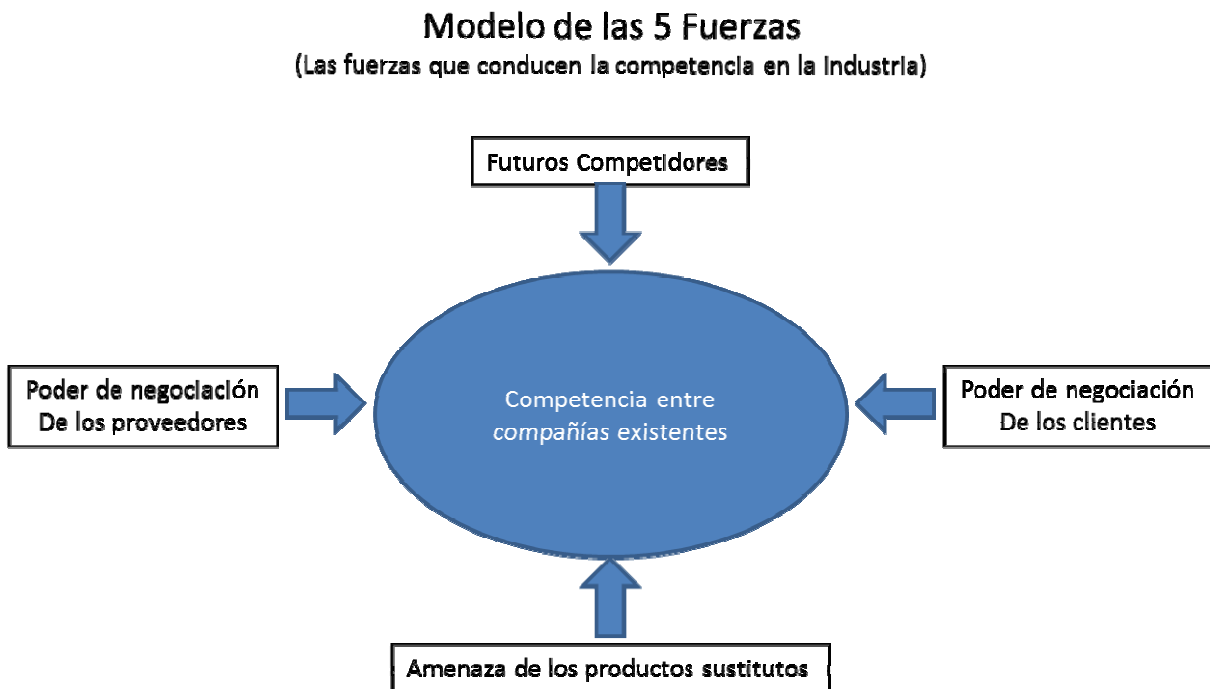 Modelo de las 5 Fuerzas
(Las fuerzas que conducen la competencia en la industria)
Futuros Competidores
Poder de negociación
De los proveedores
Competencia entre
compañías existentes
Poder de negociación
De los clientes
Amenaza de los productos sustitutos